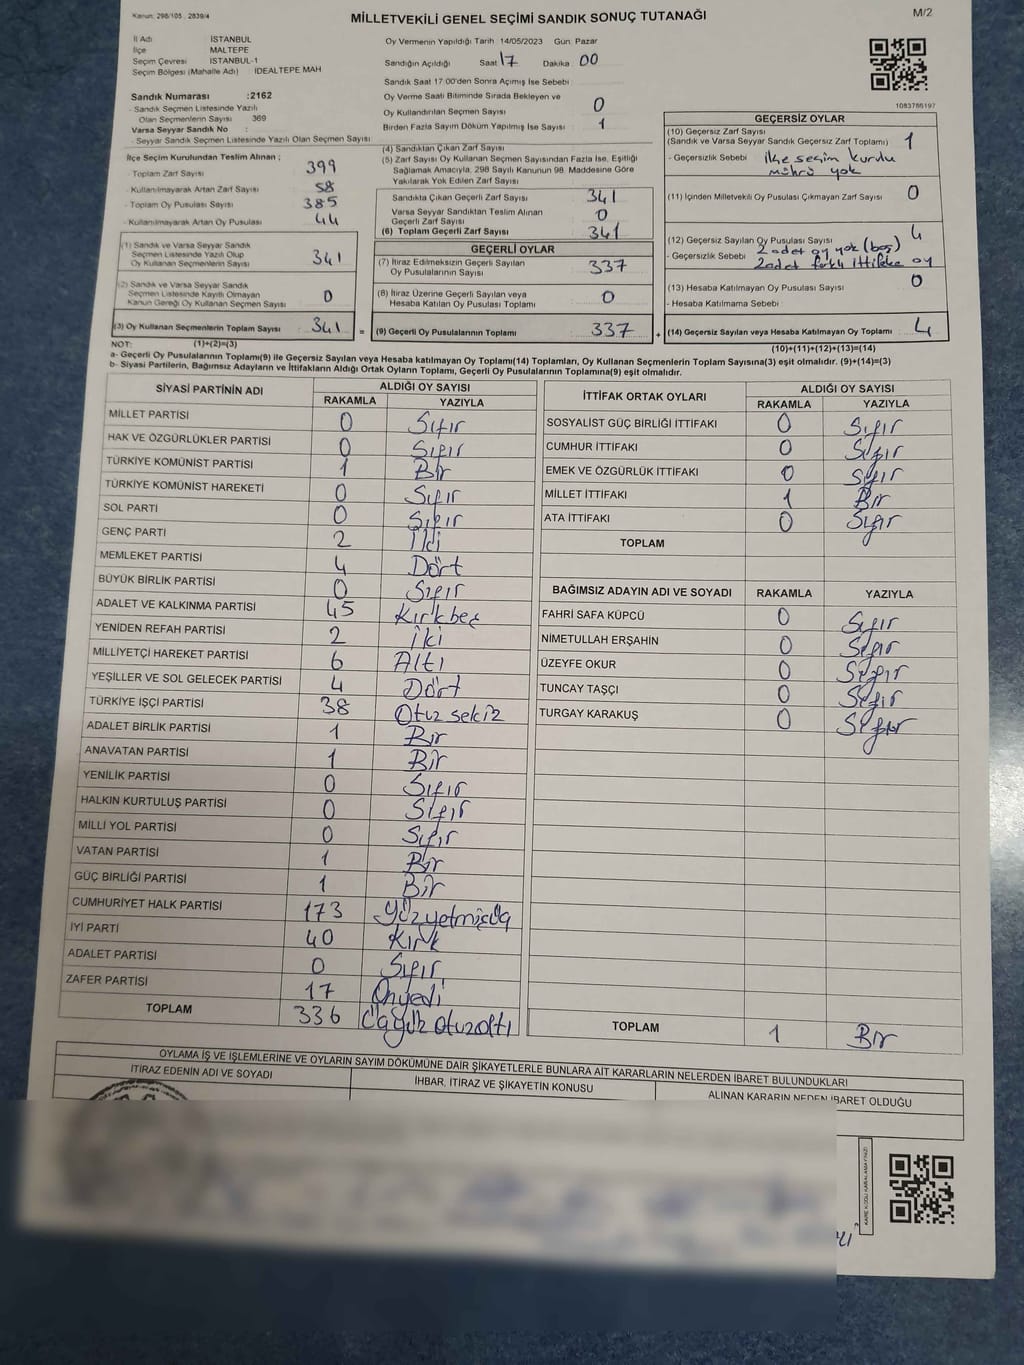 Kanun: 298/105, 2839/4
MİLLETVEKİLİ GENEL SEÇİMİ SANDIK SONUÇ TUTANAĞI
M/2
İl Adı İSTANBUL
İlçe MALTEPE
Seçim Çevresi İSTANBUL-1
Seçim Bölgesi (Mahalle Adı) : İDEALTEPE MAH
Sandık Numarası :2162
- Sandık Seçmen Listesinde Yazılı
Olan Seçmenlerin Sayısı 369
Varsa Seyyar Sandık No :
- Seyyar Sandık Seçmen Listesinde Yazılı Olan Seçmen Sayısı
Oy Vermenin Yapıldığı Tarih 14/05/2023 Gün: Pazar
Sandığın Açıldığı Saat 17 Dakika 00
Sandık Saat 17:00'den Sonra Açımış İse Sebebi
Oy Verme Saati Bitiminde Sırada Bekleyen ve
Oy Kullandırılan Seçmen Sayısı 0
Birden Fazla Sayım Döküm Yapılmış İse Sayısı 1
1083786197
İlçe Seçim Kurulundan Teslim Alınan ;
- Toplam Zarf Sayısı 399
- Kullanılmayarak Artan Zarf Sayısı 58
- Toplam Oy Pusulası Sayısı 385
- Kullanılmayarak Artan Oy Pusulası 44
(4) Sandıktan Çıkan Zarf Sayısı
(5) Zarf Sayısı Oy Kullanan Seçmen Sayısından Fazla İse, Eşitliği
Sağlamak Amacıyla, 298 Sayılı Kanunun 98. Maddesine Göre
Yakılarak Yok Edilen Zarf Sayısı
Sandıkta Çıkan Geçerli Zarf Sayısı 341
Varsa Seyyar Sandıktan Teslim Alınan
Geçerli Zarf Sayısı 0
(6) Toplam Geçerli Zarf Sayısı 341
GEÇERSİZ OYLAR
(10) Geçersiz Zarf Sayısı
(Sandık ve Varsa Seyyar Sandık Geçersiz Zarf Toplamı) 1
- Geçersizlik Sebebi ilçe seçim kurulu
mührü yok
(11) İçinden Milletvekili Oy Pusulası Çıkmayan Zarf Sayısı 0
(12) Geçersiz Sayılan Oy Pusulası Sayısı 4
- Geçersizlik Sebebi 2 adet oy yok (boş)
2 adet farklı ittifaka oy
(13) Hesaba Katılmayan Oy Pusulası Sayısı 0
- Hesaba Katılmama Sebebi
(1) Sandık ve Varsa Seyyar Sandık
Seçmen Listesinde Yazılı Olup
Oy Kullanan Seçmenlerin Sayısı 341
(2) Sandık ve Varsa Seyyar Sandık
Seçmen Listesinde Kayıtlı Olmayan
Kanun Gereği Oy Kullanan Seçmenlerin Sayısı 0
GEÇERLİ OYLAR
(7) İtiraz Edilmeksizin Geçerli Sayılan
Oy Pusulalarının Sayısı 337
(8) İtiraz Üzerine Geçerli Sayılan veya
Hesaba Katılan Oy Pusulası Toplamı 0
(3) Oy Kullanan Seçmenlerin Toplam Sayısı 341 = (9) Geçerli Oy Pusulalarının Toplamı 337 + (14) Geçersiz Sayılan veya Hesaba Katılmayan Oy Toplamı 4
NOT: (1)+(2)=(3) (10)+(11)+(12)+(13)=(14)
a- Geçerli Oy Pusulalarının Toplamı(9) ile Geçersiz Sayılan veya Hesaba katılmayan Oy Toplamı(14) Toplamları, Oy Kullanan Seçmenlerin Toplam Sayısına(3) eşit olmalıdır. (9)+(14)=(3)
b- Siyasi Partilerin, Bağımsız Adayların ve İttifakların Aldığı Ortak Oyların Toplamı, Geçerli Oy Pusulalarının Toplamına(9) eşit olmalıdır.
SİYASİ PARTİNİN ADI ALDIĞI OY SAYISI
RAKAMLA YAZIYLA
MİLLET PARTİSİ 0 Sıfır
HAK VE ÖZGÜRLÜKLER PARTİSİ 0 Sıfır
TÜRKİYE KOMÜNİST PARTİSİ 1 Bir
TÜRKİYE KOMÜNİST HAREKETİ 0 Sıfır
SOL PARTİ 0 Sıfır
GENÇ PARTİ 2 İki
MEMLEKET PARTİSİ 4 Dört
BÜYÜK BİRLİK PARTİSİ 0 Sıfır
ADALET VE KALKINMA PARTİSİ 45 Kırkbeş
YENİDEN REFAH PARTİSİ 2 İki
MİLLİYETÇİ HAREKET PARTİSİ 6 Altı
YEŞİLLER VE SOL GELECEK PARTİSİ 4 Dört
TÜRKİYE İŞÇİ PARTİSİ 38 Otuz sekiz
ADALET BİRLİK PARTİSİ 1 Bir
ANAVATAN PARTİSİ 1 Bir
YENİLİK PARTİSİ 0 Sıfır
HALKIN KURTULUŞ PARTİSİ 0 Sıfır
MİLLİ YOL PARTİSİ 0 Sıfır
VATAN PARTİSİ 1 Bir
GÜÇ BİRLİĞİ PARTİSİ 1 Bir
CUMHURİYET HALK PARTİSİ 173 Yüzyetmişüç
İYİ PARTİ 40 Kırk
ADALET PARTİSİ 0 Sıfır
ZAFER PARTİSİ 17 Onyedi
TOPLAM 336 Üçyüz otuzaltı
İTTİFAK ORTAK OYLARI ALDIĞI OY SAYISI
RAKAMLA YAZIYLA
SOSYALİST GÜÇ BİRLİĞİ İTTİFAKI 0 Sıfır
CUMHUR İTTİFAKI 0 Sıfır
EMEK VE ÖZGÜRLÜK İTTİFAKI 0 Sıfır
MİLLET İTTİFAKI 1 Bir
ATA İTTİFAKI 0 Sıfır
TOPLAM
BAĞIMSIZ ADAYIN ADI VE SOYADI RAKAMLA YAZIYLA
FAHRİ SAFA KÜPCÜ 0 Sıfır
NİMETULLAH ERŞAHİN 0 Sıfır
ÜZEYFE OKUR 0 Sıfır
TUNCAY TAŞÇI 0 Sıfır
TURGAY KARAKUŞ 0 Sıfır
TOPLAM 1 Bir
OYLAMA İŞ VE İŞLEMLERİNE VE OYLARIN SAYIM DÖKÜMÜNE DAİR ŞİKAYETLERLE BUNLARA AİT KARARLARIN NELERDEN İBARET BULUNDUKLARI
İTİRAZ EDENİN ADI VE SOYADI İHBAR, İTİRAZ VE ŞİKAYETİN KONUSU ALINAN KARARIN NEDEN İBARET OLDUĞU
KARE KODU KARALAMAYINIZ!